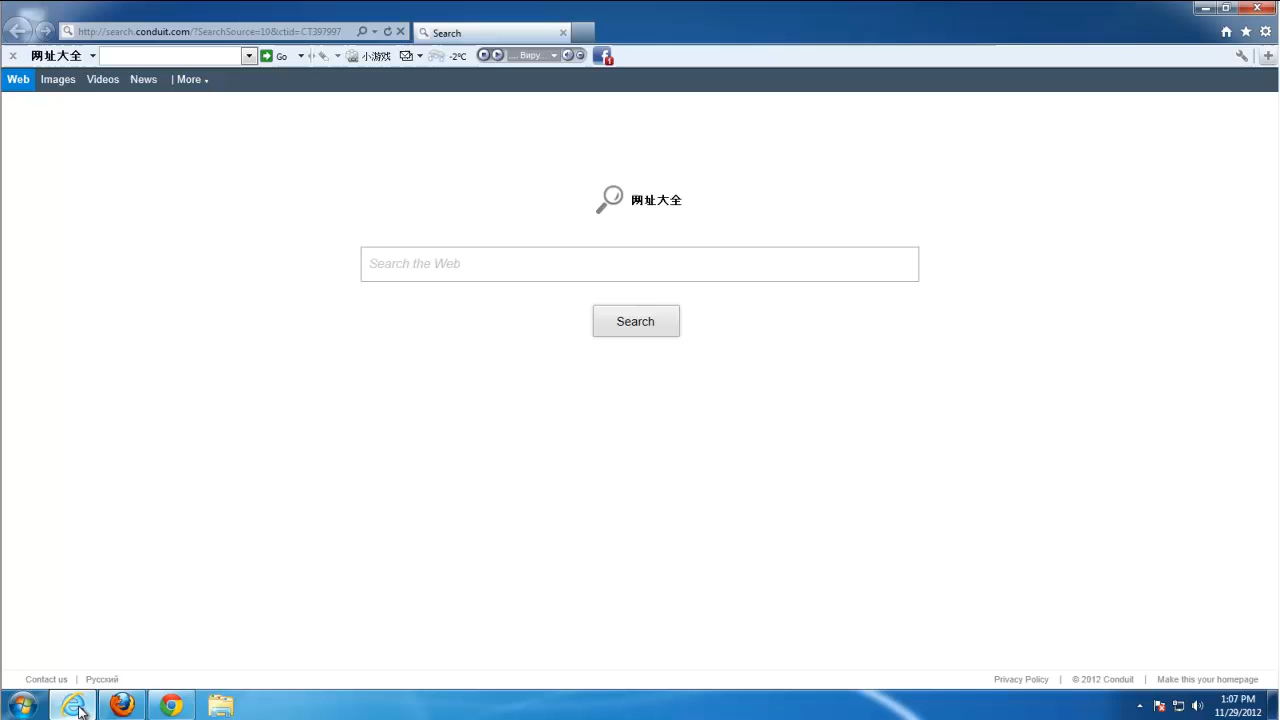 http://search.conduit.com/?SearchSource=10&ctid=CT397997
Search
网址大全
Go
小游戏
-2°C
.... Виру...
1
Web Images Videos News | More
网址大全
Search the Web
Search
Contact us | Русский
Privacy Policy | © 2012 Conduit | Make this your homepage
1:07 PM
11/29/2012